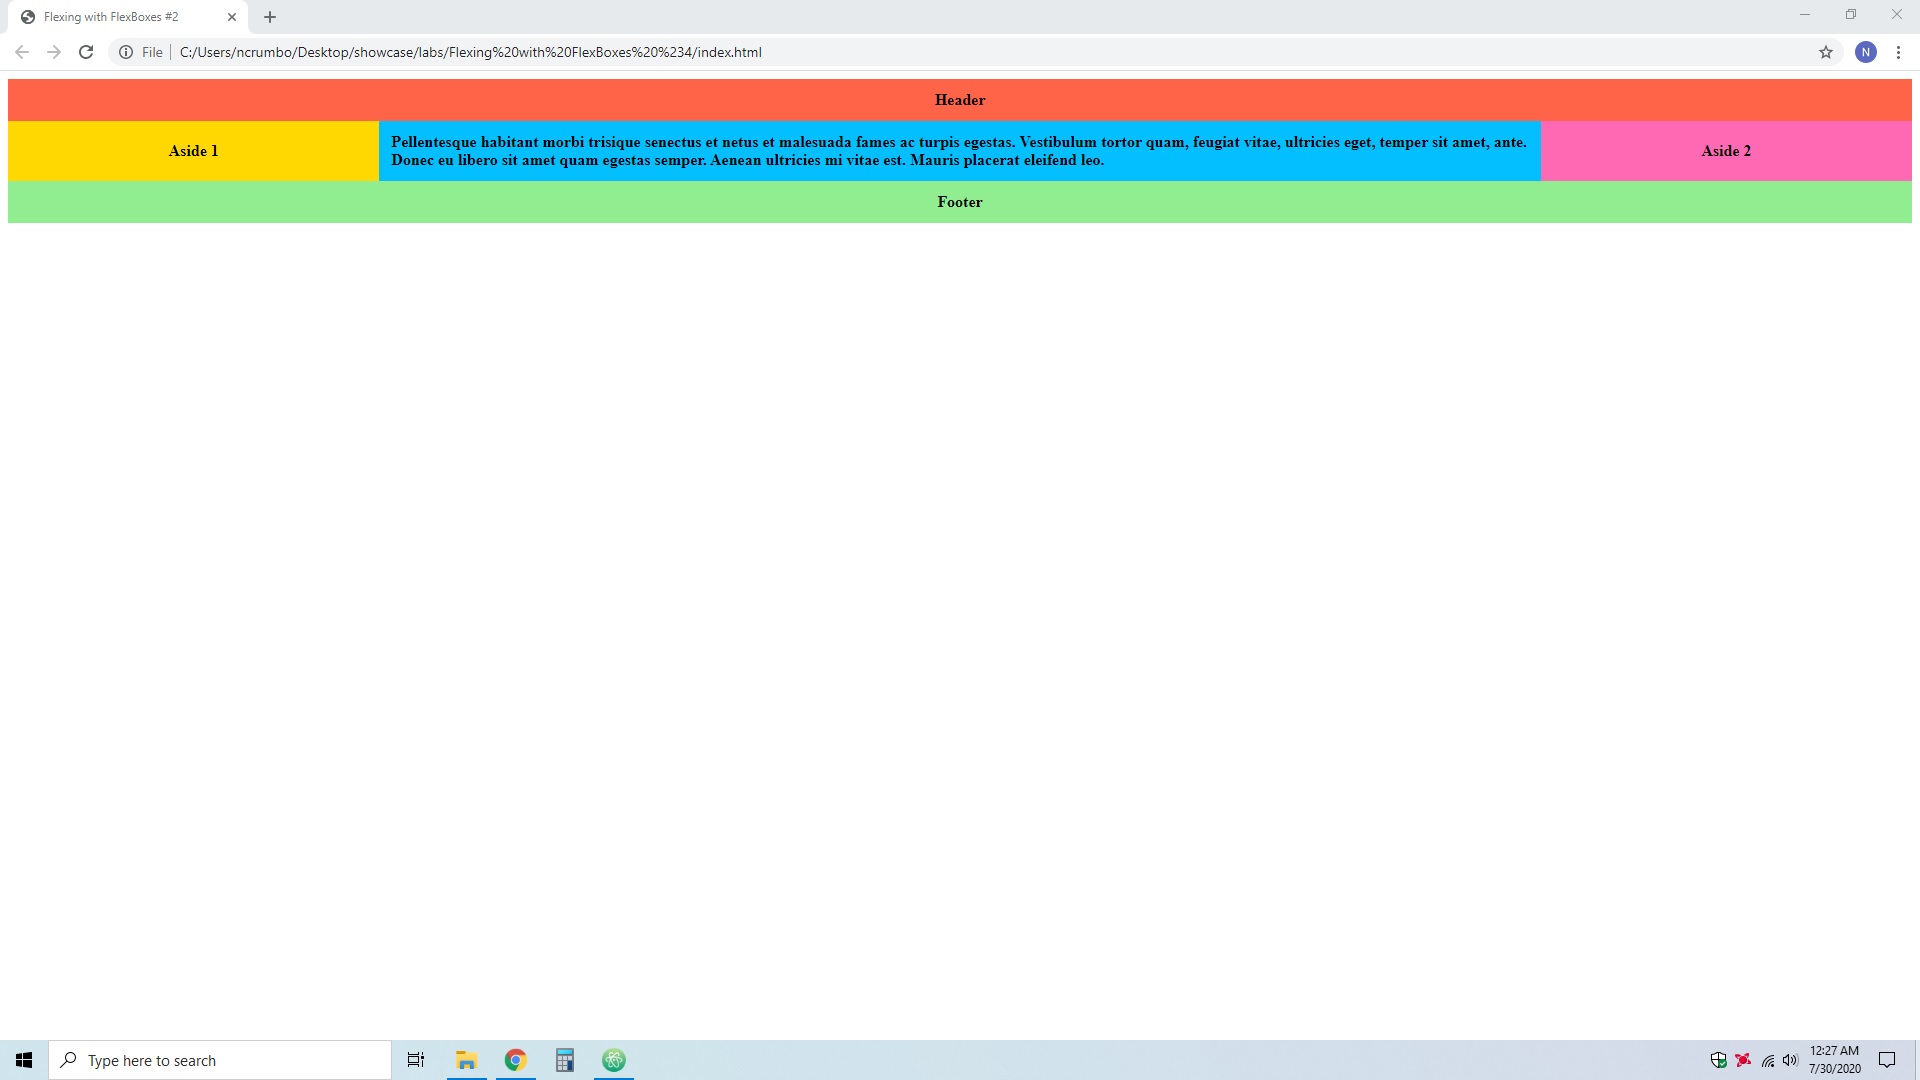 Flexing with FlexBoxes #2
File
C:/Users/ncrumbo/Desktop/showcase/labs/Flexing%20with%20FlexBoxes%20%234/index.html
N
Header
Aside 1
Pellentesque habitant morbi trisique senectus et netus et malesuada fames ac turpis egestas. Vestibulum tortor quam, feugiat vitae, ultricies eget, temper sit amet, ante.
Donec eu libero sit amet quam egestas semper. Aenean ultricies mi vitae est. Mauris placerat eleifend leo.
Aside 2
Footer
Type here to search
12:27 AM
7/30/2020